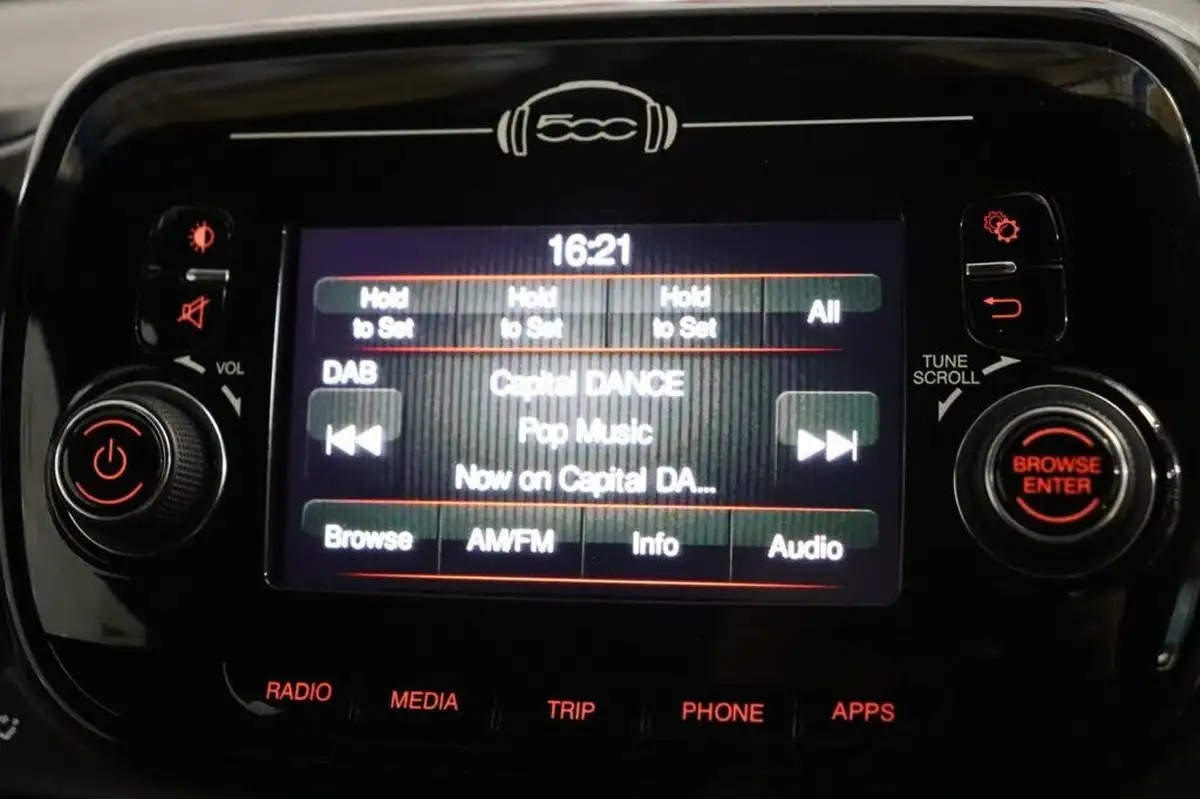 500
16:21
Hold to Set
Hold to Set
Hold to Set
All
VOL
TUNE
SCROLL
DAB
Capital DANCE
Pop Music
Now on Capital DA...
BROWSE
ENTER
Browse
AM/FM
Info
Audio
RADIO
MEDIA
TRIP
PHONE
APPS